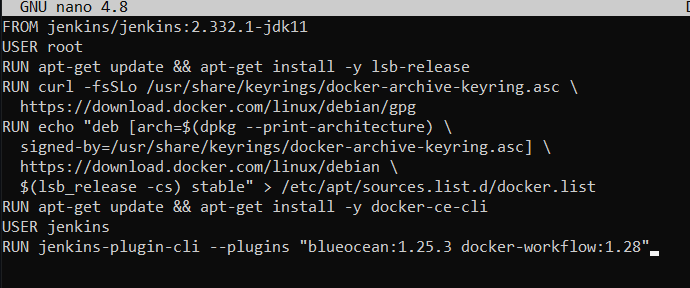 GNU nano 4.8
FROM jenkins/jenkins:2.332.1-jdk11
USER root
RUN apt-get update && apt-get install -y lsb-release
RUN curl -fsSLo /usr/share/keyrings/docker-archive-keyring.asc \
  https://download.docker.com/linux/debian/gpg
RUN echo "deb [arch=$(dpkg --print-architecture) \
  signed-by=/usr/share/keyrings/docker-archive-keyring.asc] \
  https://download.docker.com/linux/debian \
  $(lsb_release -cs) stable" > /etc/apt/sources.list.d/docker.list
RUN apt-get update && apt-get install -y docker-ce-cli
USER jenkins
RUN jenkins-plugin-cli --plugins "blueocean:1.25.3 docker-workflow:1.28"